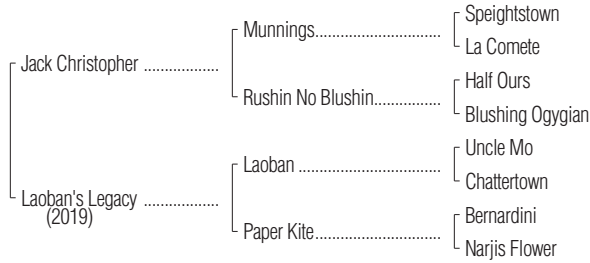 Speightstown
Munnings
La Comete
Jack Christopher
Half Ours
Rushin No Blushin
Blushing Ogygian
Uncle Mo
Laoban
Chattertown
Laoban's Legacy
(2019)
Bernardini
Paper Kite
Narjis Flower